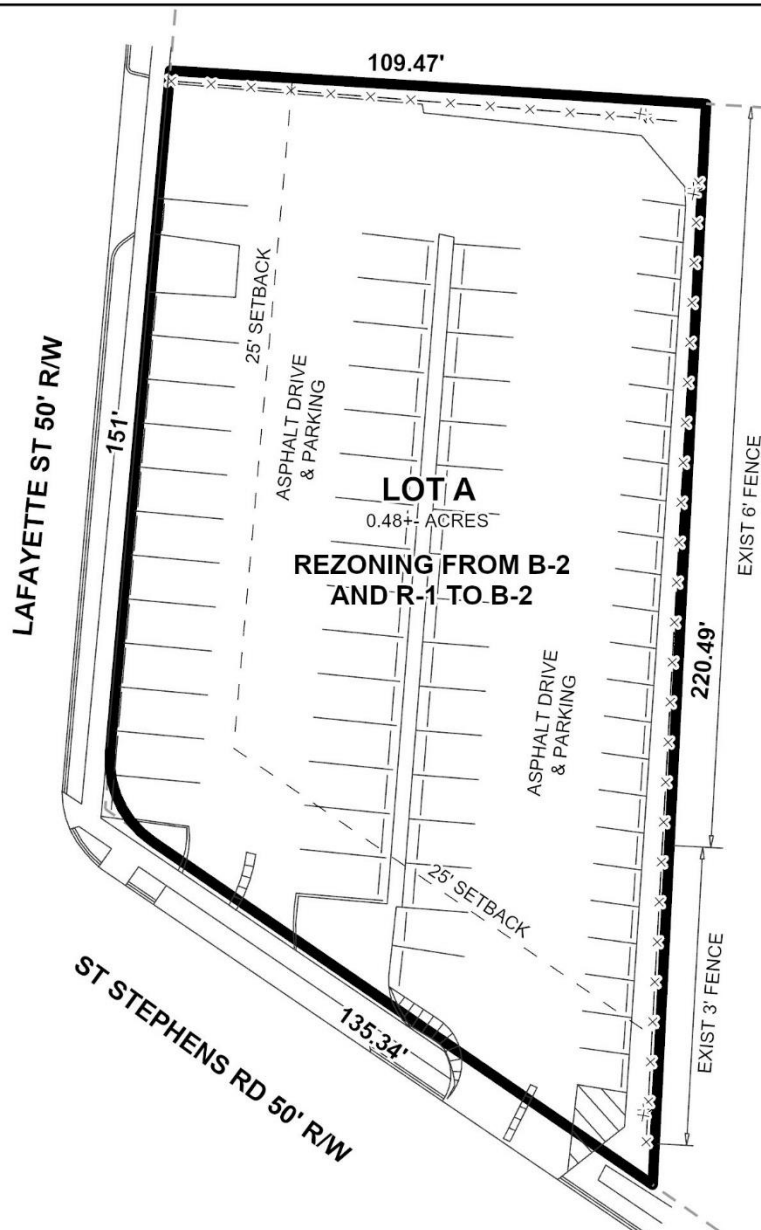 109.47'
25' SETBACK
ASPHALT DRIVE
& PARKING
EXIST 6' FENCE
LAFAYETTE ST 50' R/W
151'
LOT A
0.48+- ACRES
REZONING FROM B-2
AND R-1 TO B-2
220.49'
ASPHALT DRIVE
& PARKING
25' SETBACK
EXIST 3' FENCE
135.34'
ST STEPHENS RD 50' R/W